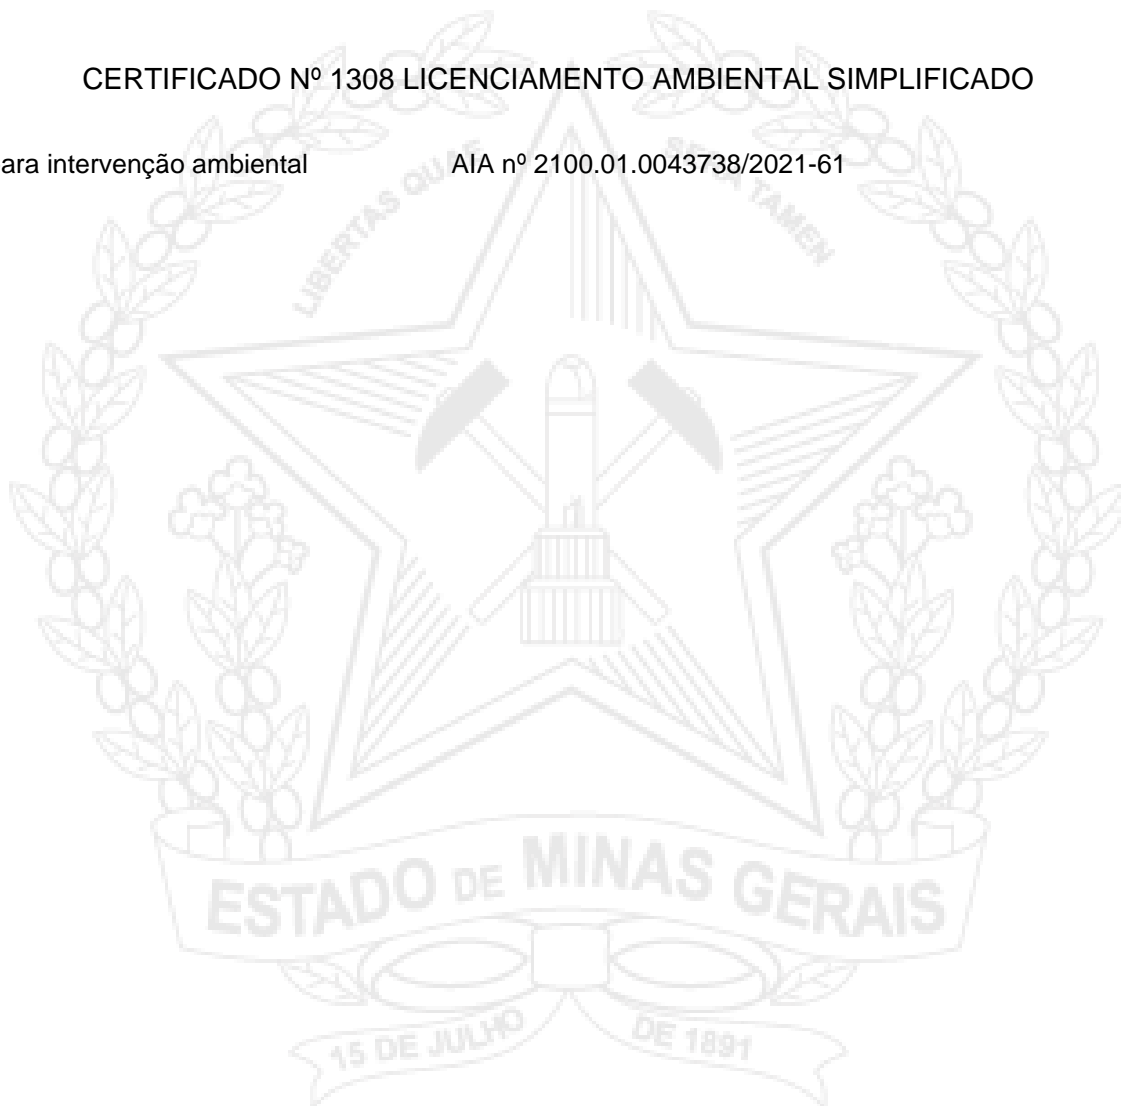 CERTIFICADO Nº 1308 LICENCIAMENTO AMBIENTAL SIMPLIFICADO
ara intervenção ambiental AIA nº 2100.01.0043738/2021-61
LIBERTAS QUAE SERA TAMEN
ESTADO DE MINAS GERAIS
15 DE JULHO DE 1891